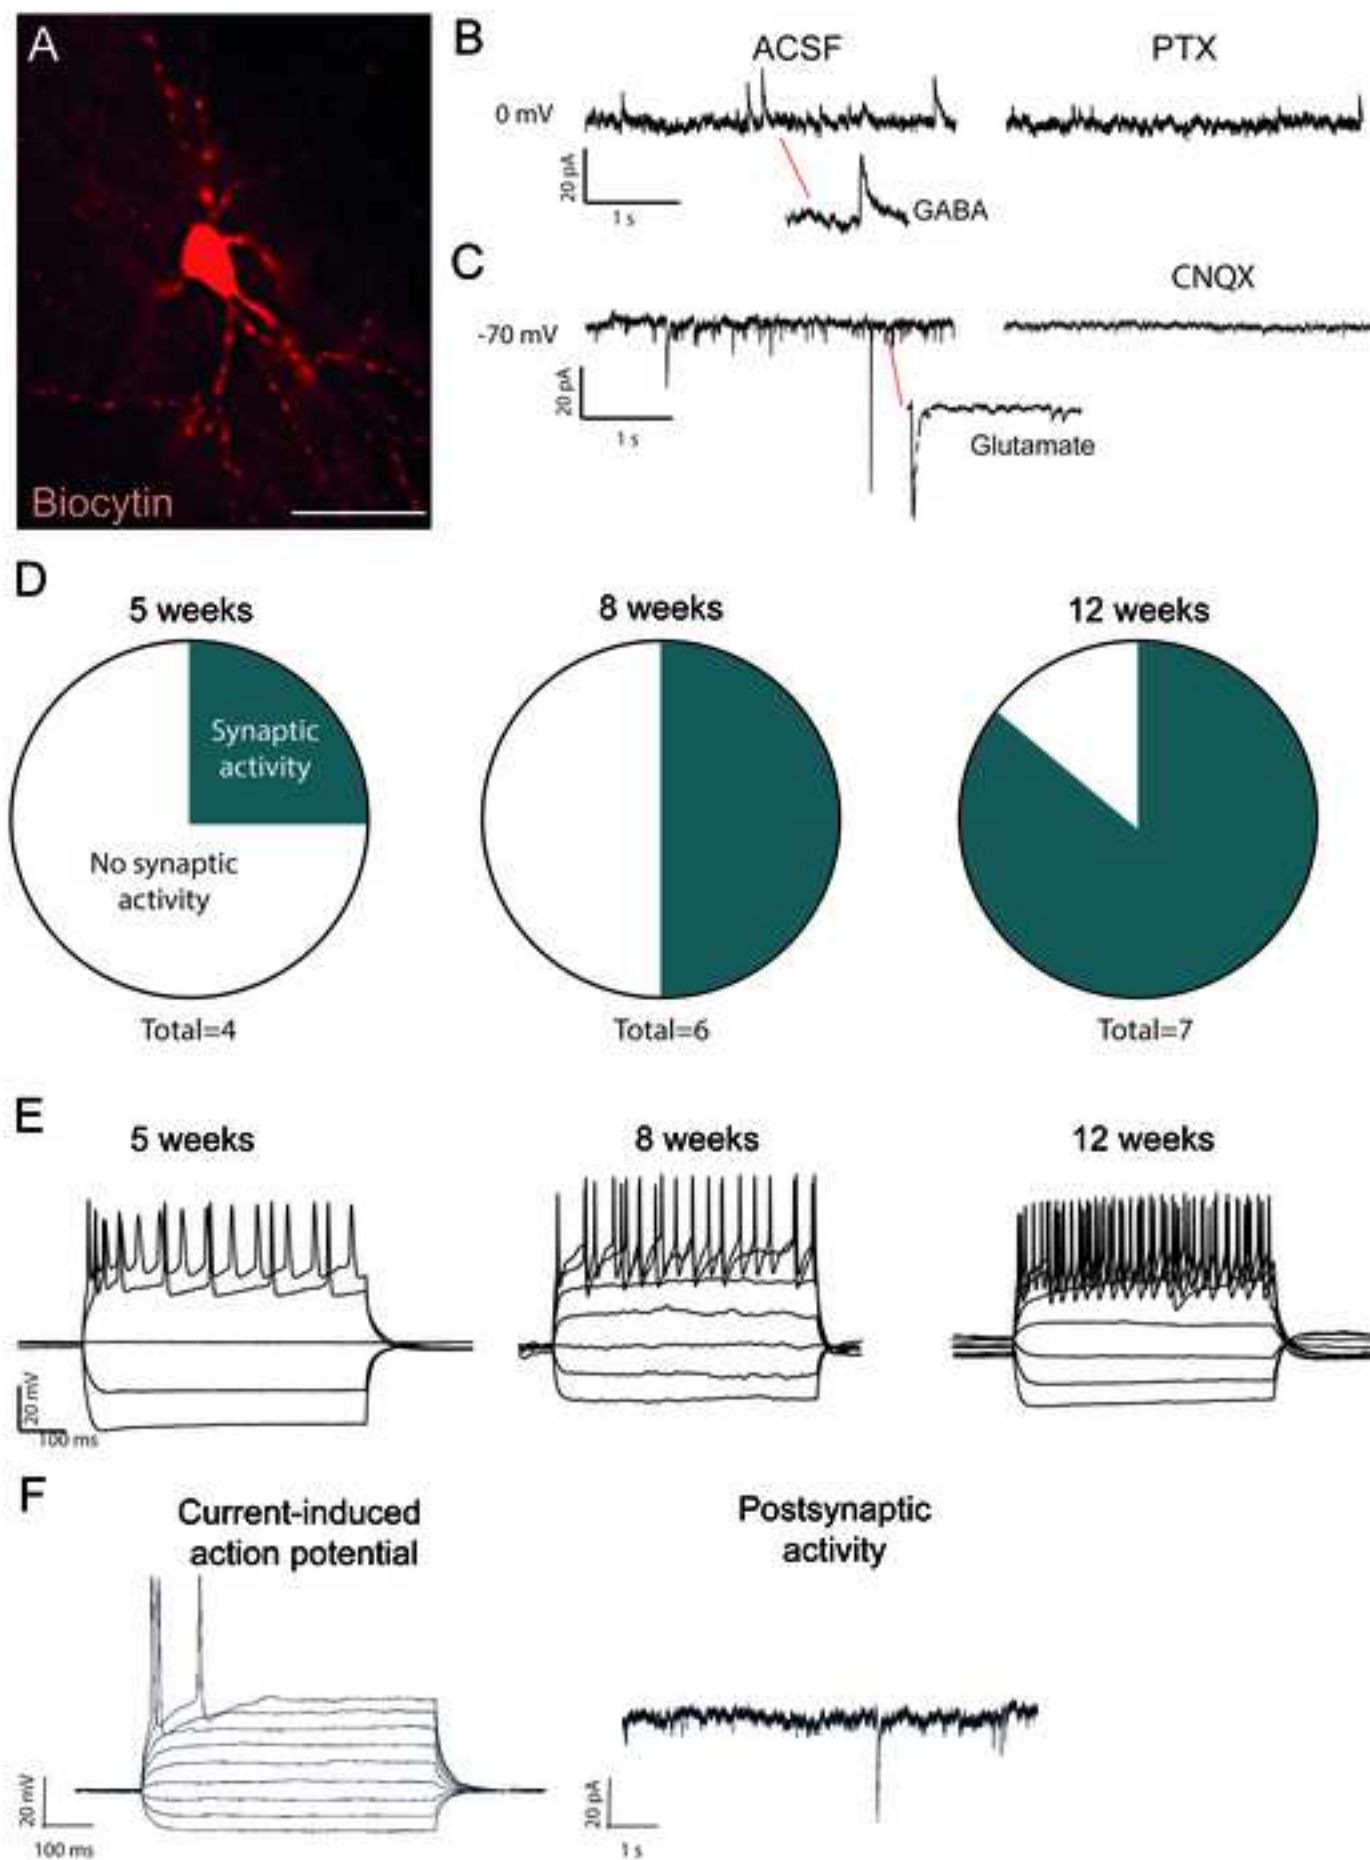 A
Biocytin
B
ACSF
PTX
0 mV
20 pA
1 s
GABA
C
CNQX
-70 mV
20 pA
1 s
Glutamate
D
5 weeks
8 weeks
12 weeks
Synaptic
activity
No synaptic
activity
Total=4
Total=6
Total=7
E
5 weeks
8 weeks
12 weeks
20 mV
100 ms
F
Current-induced
action potential
Postsynaptic
activity
20 mV
100 ms
20 pA
1 s